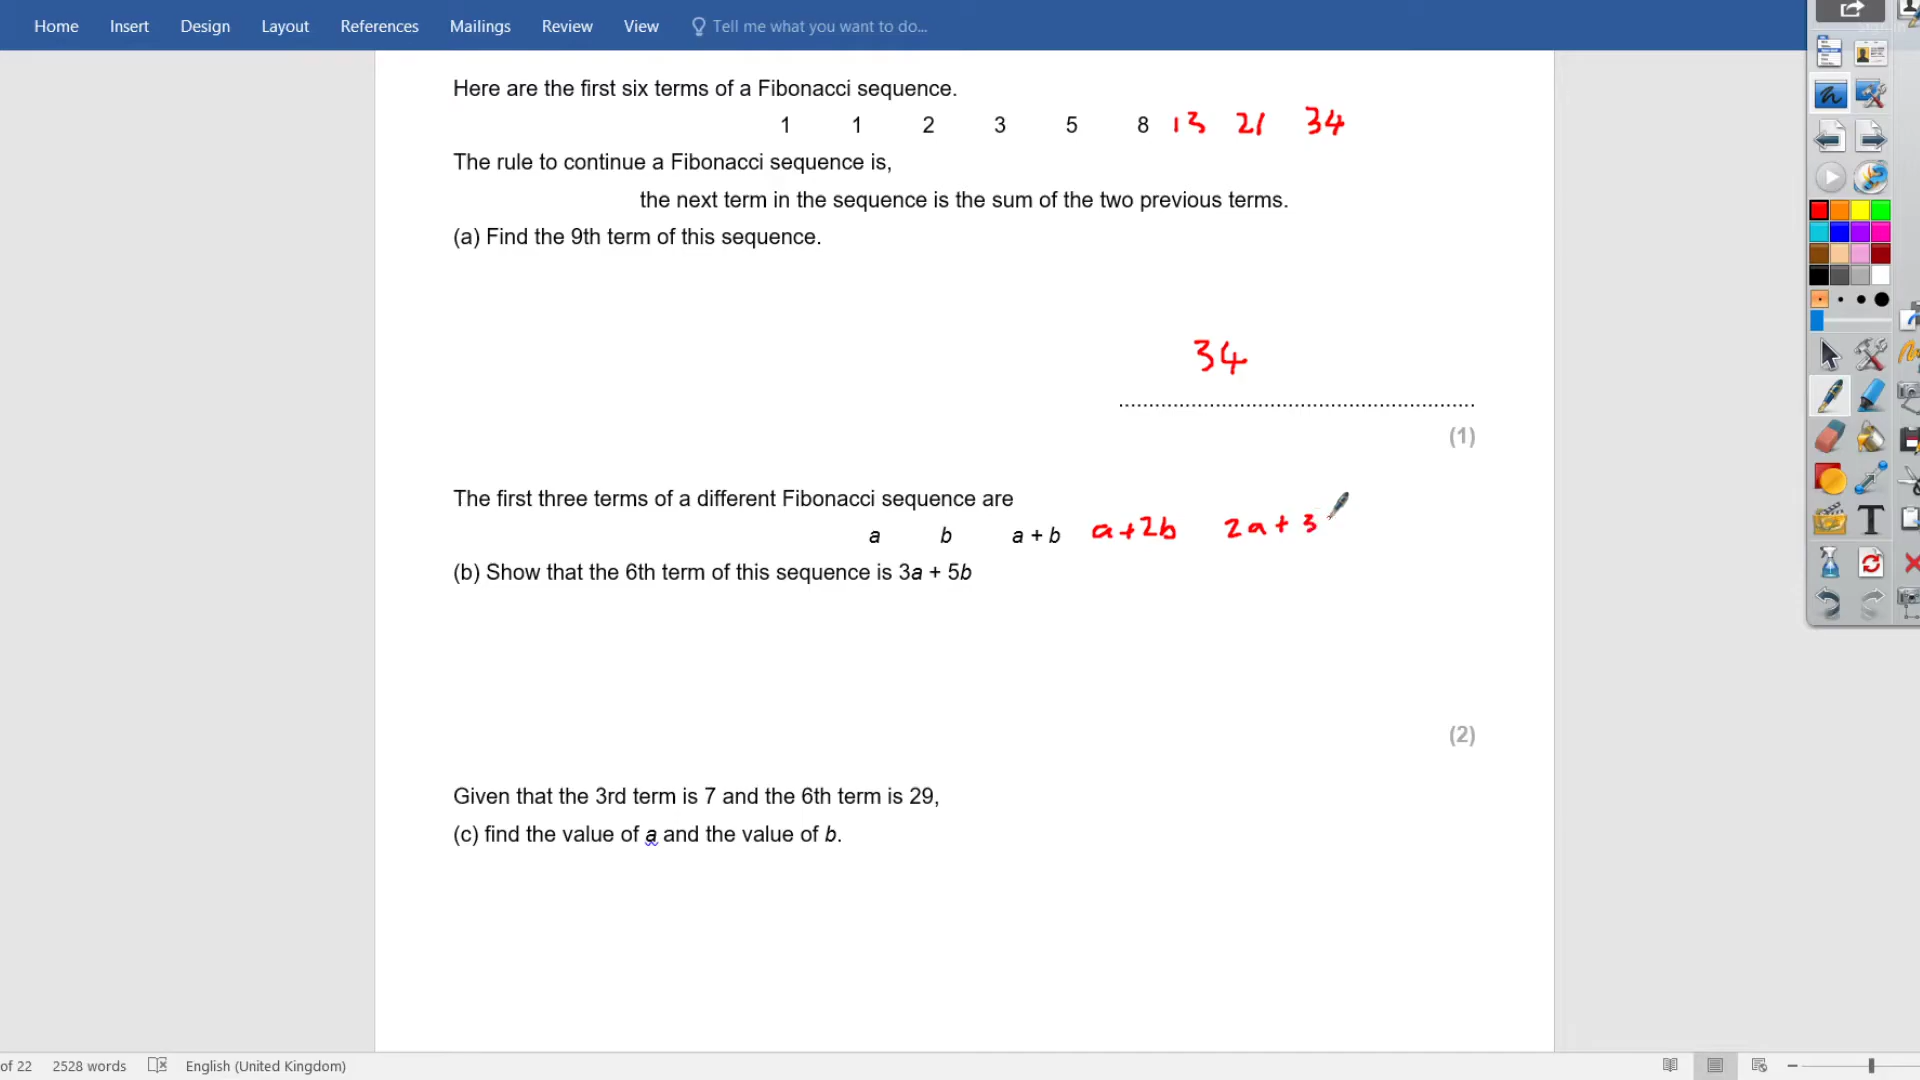 Home Insert Design Layout References Mailings Review View Tell me what you want to do...
Here are the first six terms of a Fibonacci sequence.
1 1 2 3 5 8 13 21 34
The rule to continue a Fibonacci sequence is,
the next term in the sequence is the sum of the two previous terms.
(a) Find the 9th term of this sequence.
34
........................................................
(1)
The first three terms of a different Fibonacci sequence are
a b a + b a+2b 2a+3
(b) Show that the 6th term of this sequence is 3a + 5b
(2)
Given that the 3rd term is 7 and the 6th term is 29,
(c) find the value of a and the value of b.
of 22 2528 words English (United Kingdom)